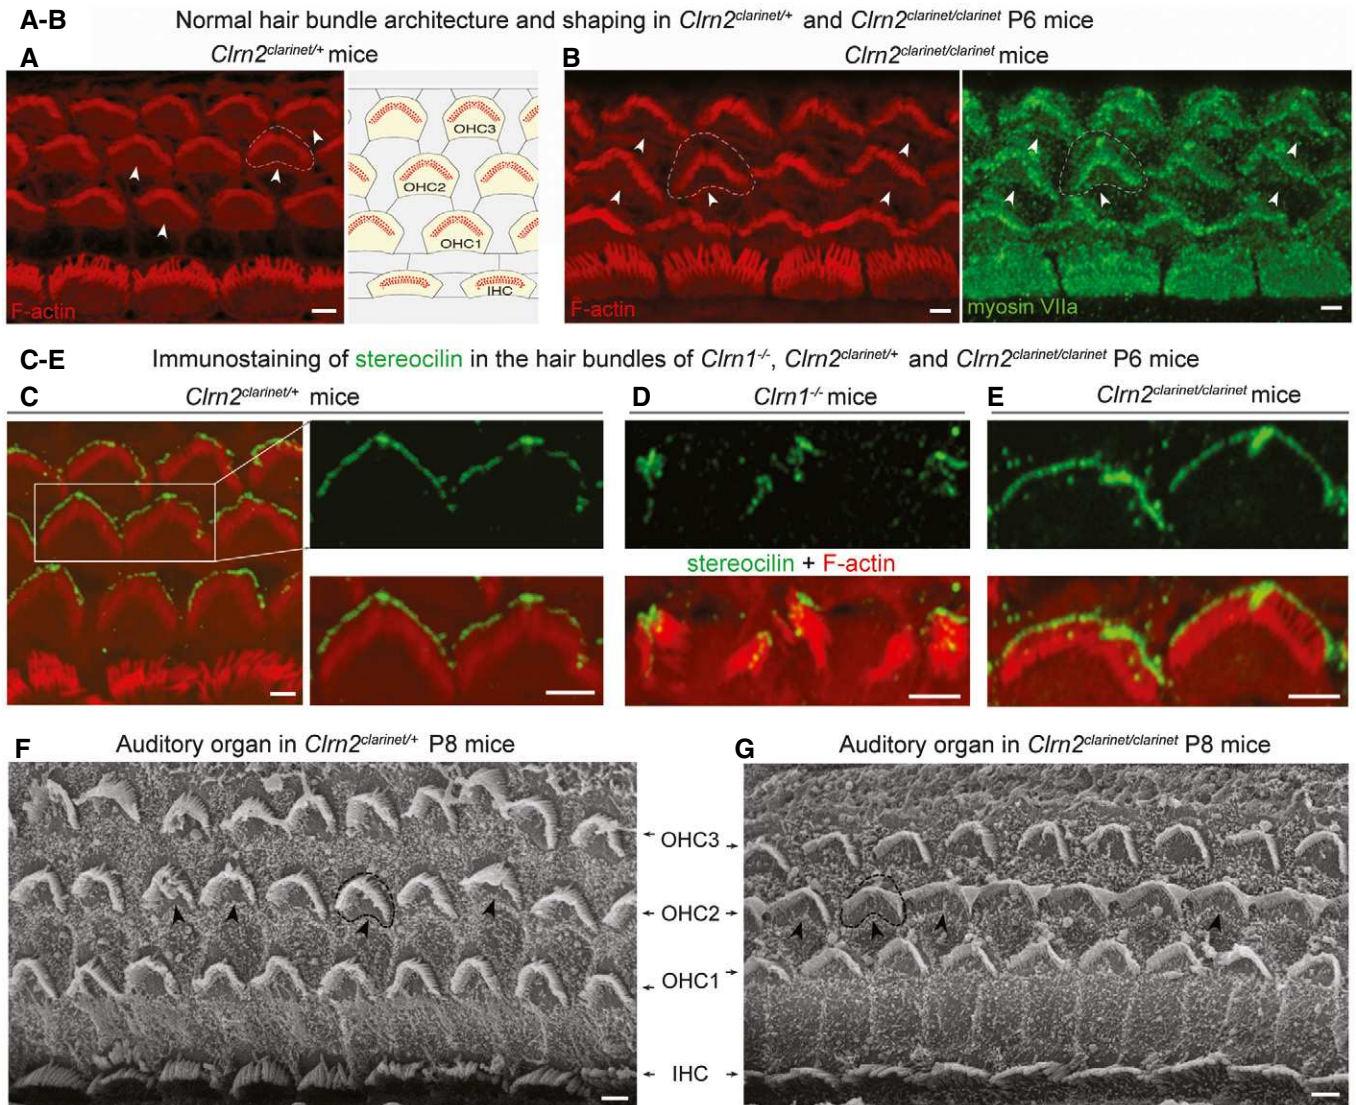 A-B Normal hair bundle architecture and shaping in Clrn2clarinet/+ and Clrn2clarinet/clarinet P6 mice
A Clrn2clarinet/+ mice
OHC3
OHC2
OHC1
IHC
F-actin
B Clrn2clarinet/clarinet mice
F-actin
myosin VIIa
C-E Immunostaining of stereocilin in the hair bundles of Clrn1-/-, Clrn2clarinet/+ and Clrn2clarinet/clarinet P6 mice
C Clrn2clarinet/+ mice
D Clrn1-/- mice
E Clrn2clarinet/clarinet mice
stereocilin + F-actin
F Auditory organ in Clrn2clarinet/+ P8 mice
G Auditory organ in Clrn2clarinet/clarinet P8 mice
OHC3
OHC2
OHC1
IHC